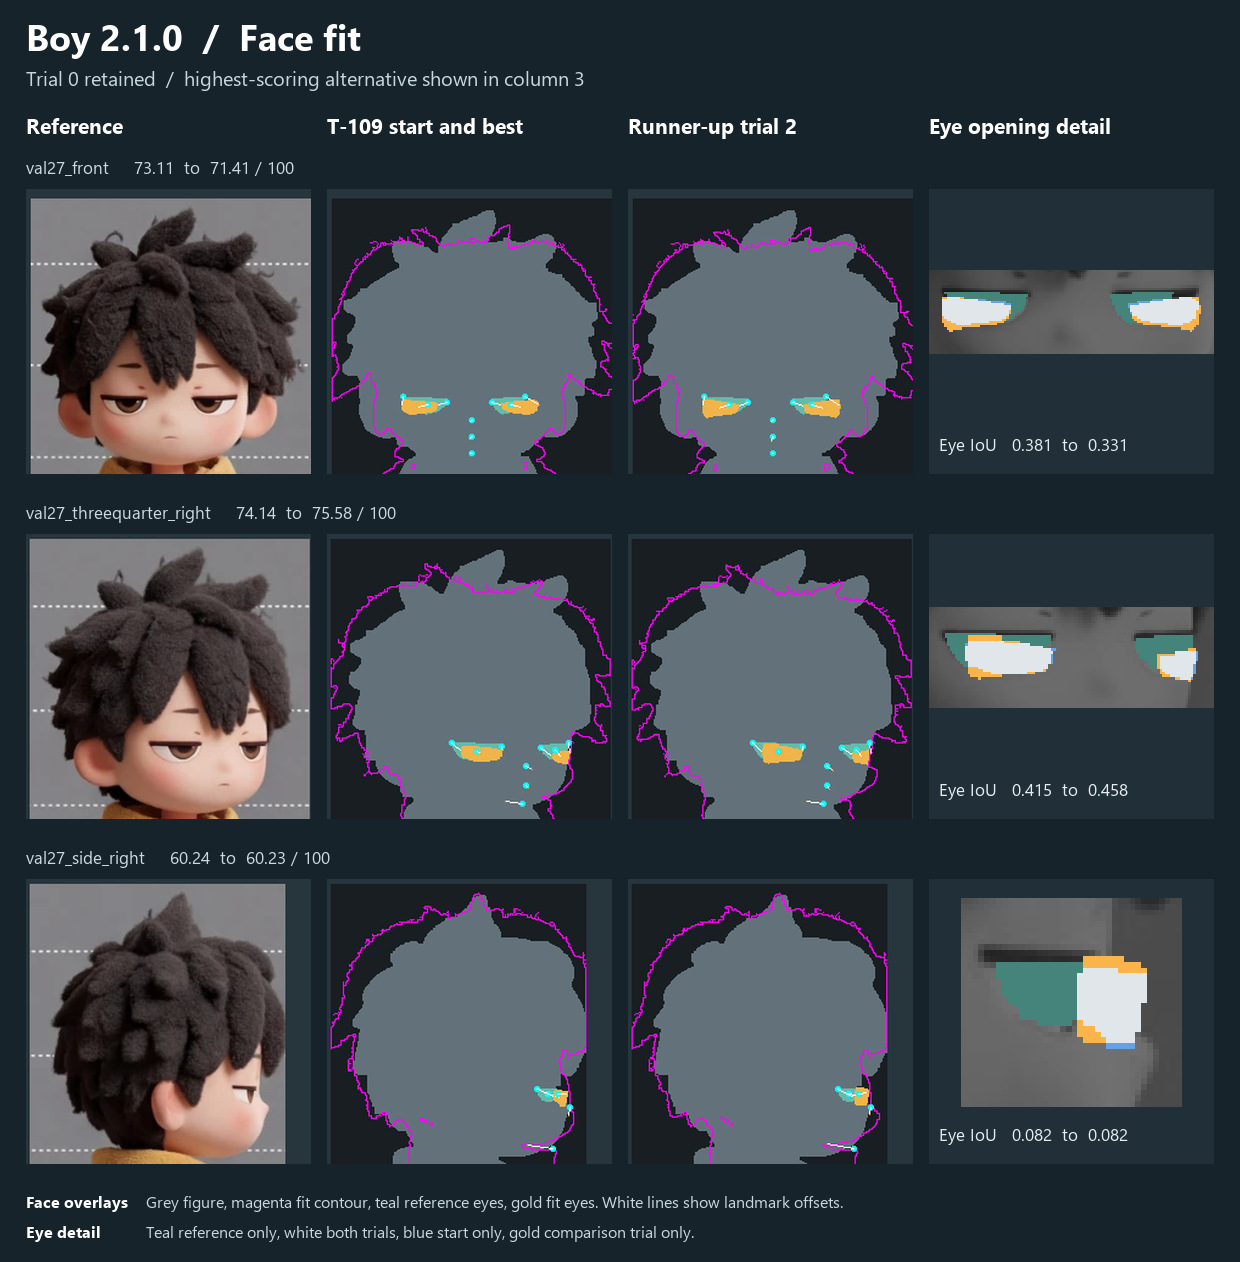 Boy 2.1.0 / Face fit
Trial 0 retained / highest-scoring alternative shown in column 3
Reference
T-109 start and best
Runner-up trial 2
Eye opening detail
val27_front 73.11 to 71.41 / 100
Eye IoU 0.381 to 0.331
val27_threequarter_right 74.14 to 75.58 / 100
Eye IoU 0.415 to 0.458
val27_side_right 60.24 to 60.23 / 100
Eye IoU 0.082 to 0.082
Face overlays Grey figure, magenta fit contour, teal reference eyes, gold fit eyes. White lines show landmark offsets.
Eye detail Teal reference only, white both trials, blue start only, gold comparison trial only.